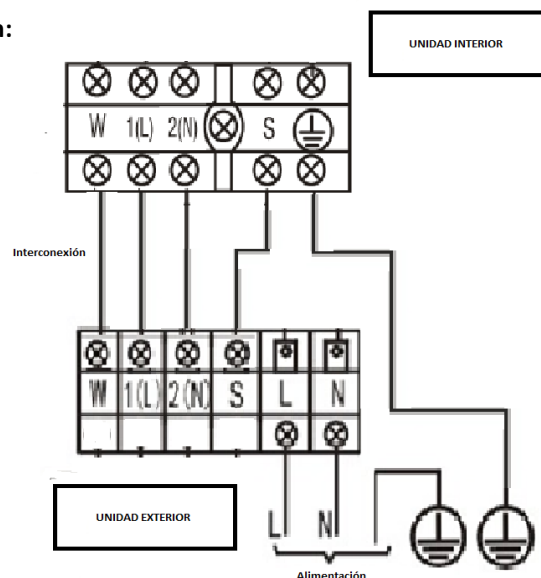 n:
UNIDAD INTERIOR
W 1(L) 2(N) S
Interconexión
W 1(L) 2(N) S L N
UNIDAD EXTERIOR
L N
Alimentación